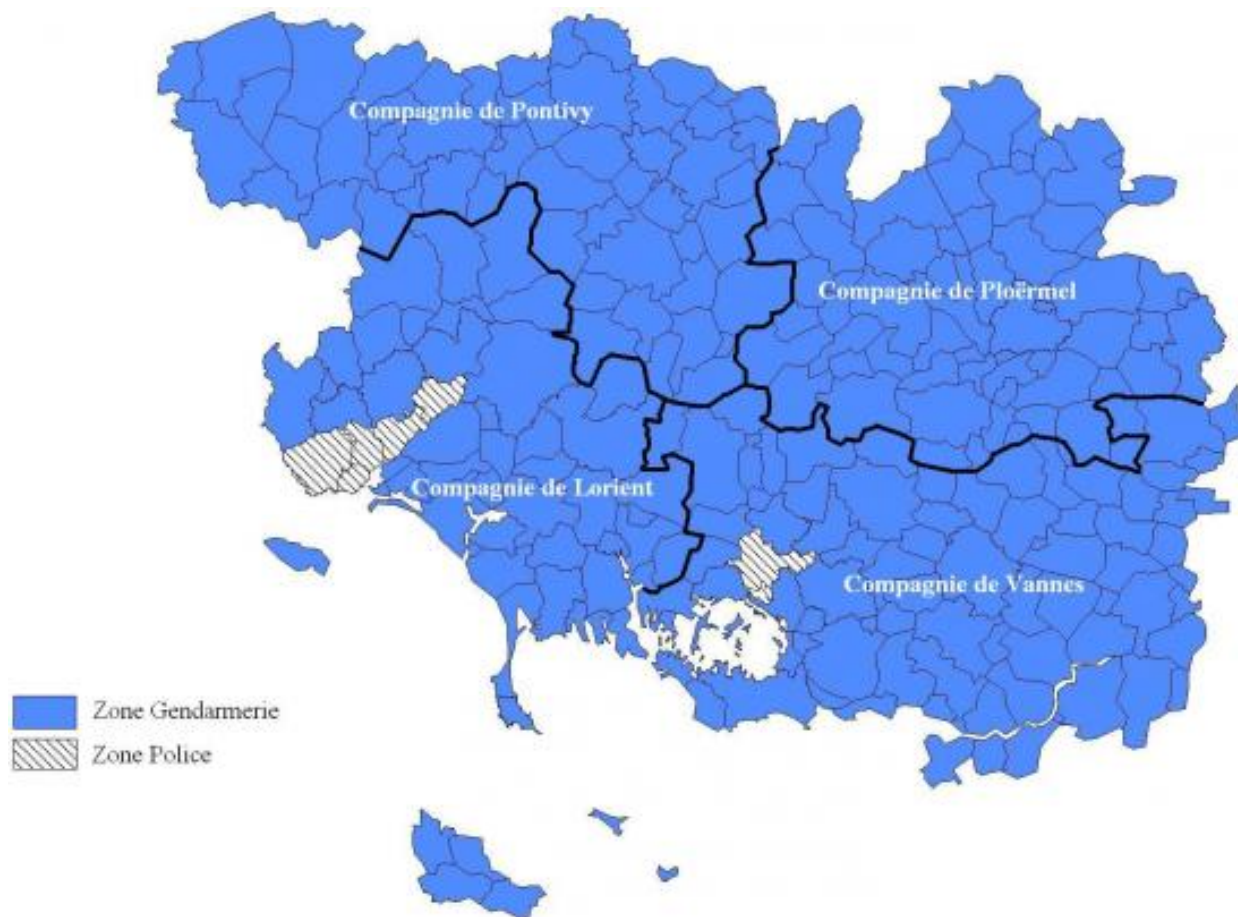 Compagnie de Pontivy
Compagnie de Ploërmel
Compagnie de Lorient
Compagnie de Vannes
Zone Gendarmerie
Zone Police